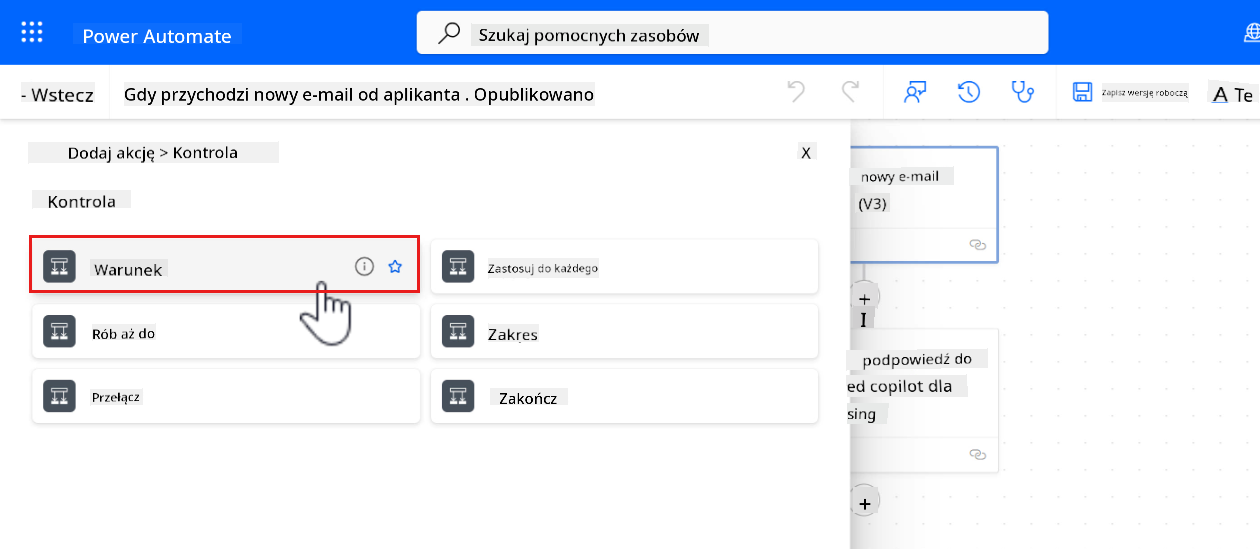 Power Automate
Szukaj pomocnych zasobów
- Wstecz
Gdy przychodzi nowy e-mail od aplikanta . Opublikowano
Zapisz wersję roboczą
A Te
Dodaj akcję > Kontrola
X
Kontrola
Warunek
Zastosuj do każdego
Rób aż do
Zakres
Przełącz
Zakończ
nowy e-mail
(V3)
+
I
podpowiedź do
ed copilot dla
sing
+